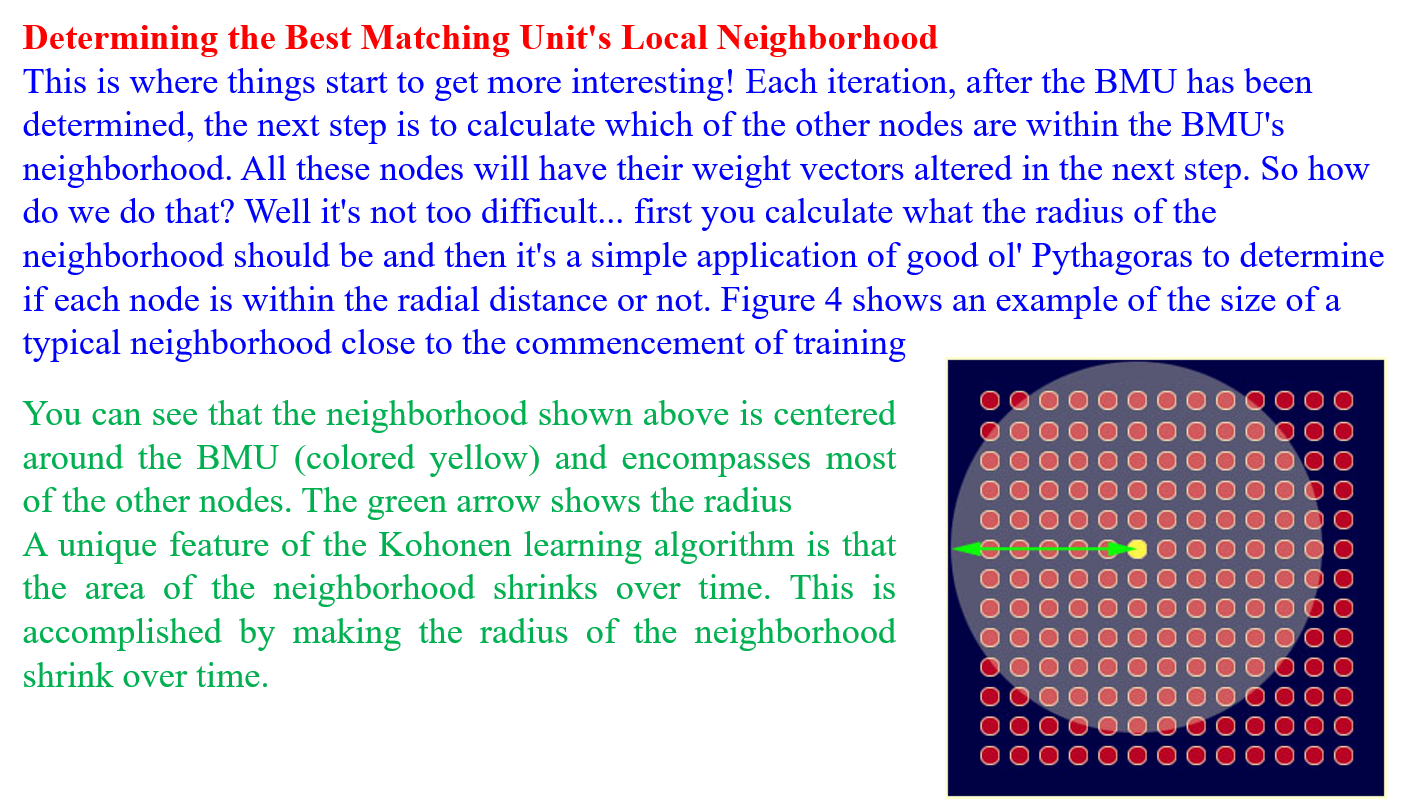 Determining the Best Matching Unit's Local Neighborhood
This is where things start to get more interesting! Each iteration, after the BMU has been
determined, the next step is to calculate which of the other nodes are within the BMU's
neighborhood. All these nodes will have their weight vectors altered in the next step. So how
do we do that? Well it's not too difficult... first you calculate what the radius of the
neighborhood should be and then it's a simple application of good ol' Pythagoras to determine
if each node is within the radial distance or not. Figure 4 shows an example of the size of a
typical neighborhood close to the commencement of training
You can see that the neighborhood shown above is centered
around the BMU (colored yellow) and encompasses most
of the other nodes. The green arrow shows the radius
A unique feature of the Kohonen learning algorithm is that
the area of the neighborhood shrinks over time. This is
accomplished by making the radius of the neighborhood
shrink over time.